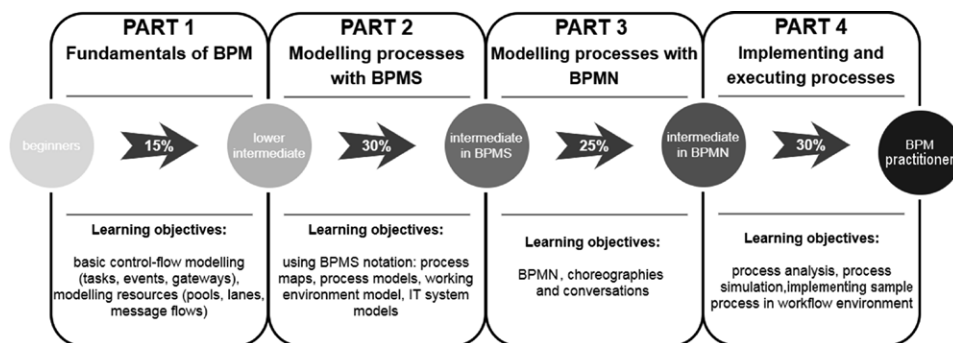 PART 1
Fundamentals of BPM
PART 2
Modelling processes
with BPMS
PART 3
Modelling processes with
BPMN
PART 4
Implementing and
executing processes
beginners
15%
lower
intermediate
30%
intermediate
in BPMS
25%
intermediate
in BPMN
30%
BPM
practitioner
Learning objectives:
basic control-flow modelling
(tasks, events, gateways),
modelling resources (pools, lanes,
message flows)
Learning objectives:
using BPMS notation: process
maps, process models, working
environment model, IT system
models
Learning objectives:
BPMN, choreographies
and conversations
Learning objectives:
process analysis, process
simulation,implementing sample
process in workflow environment